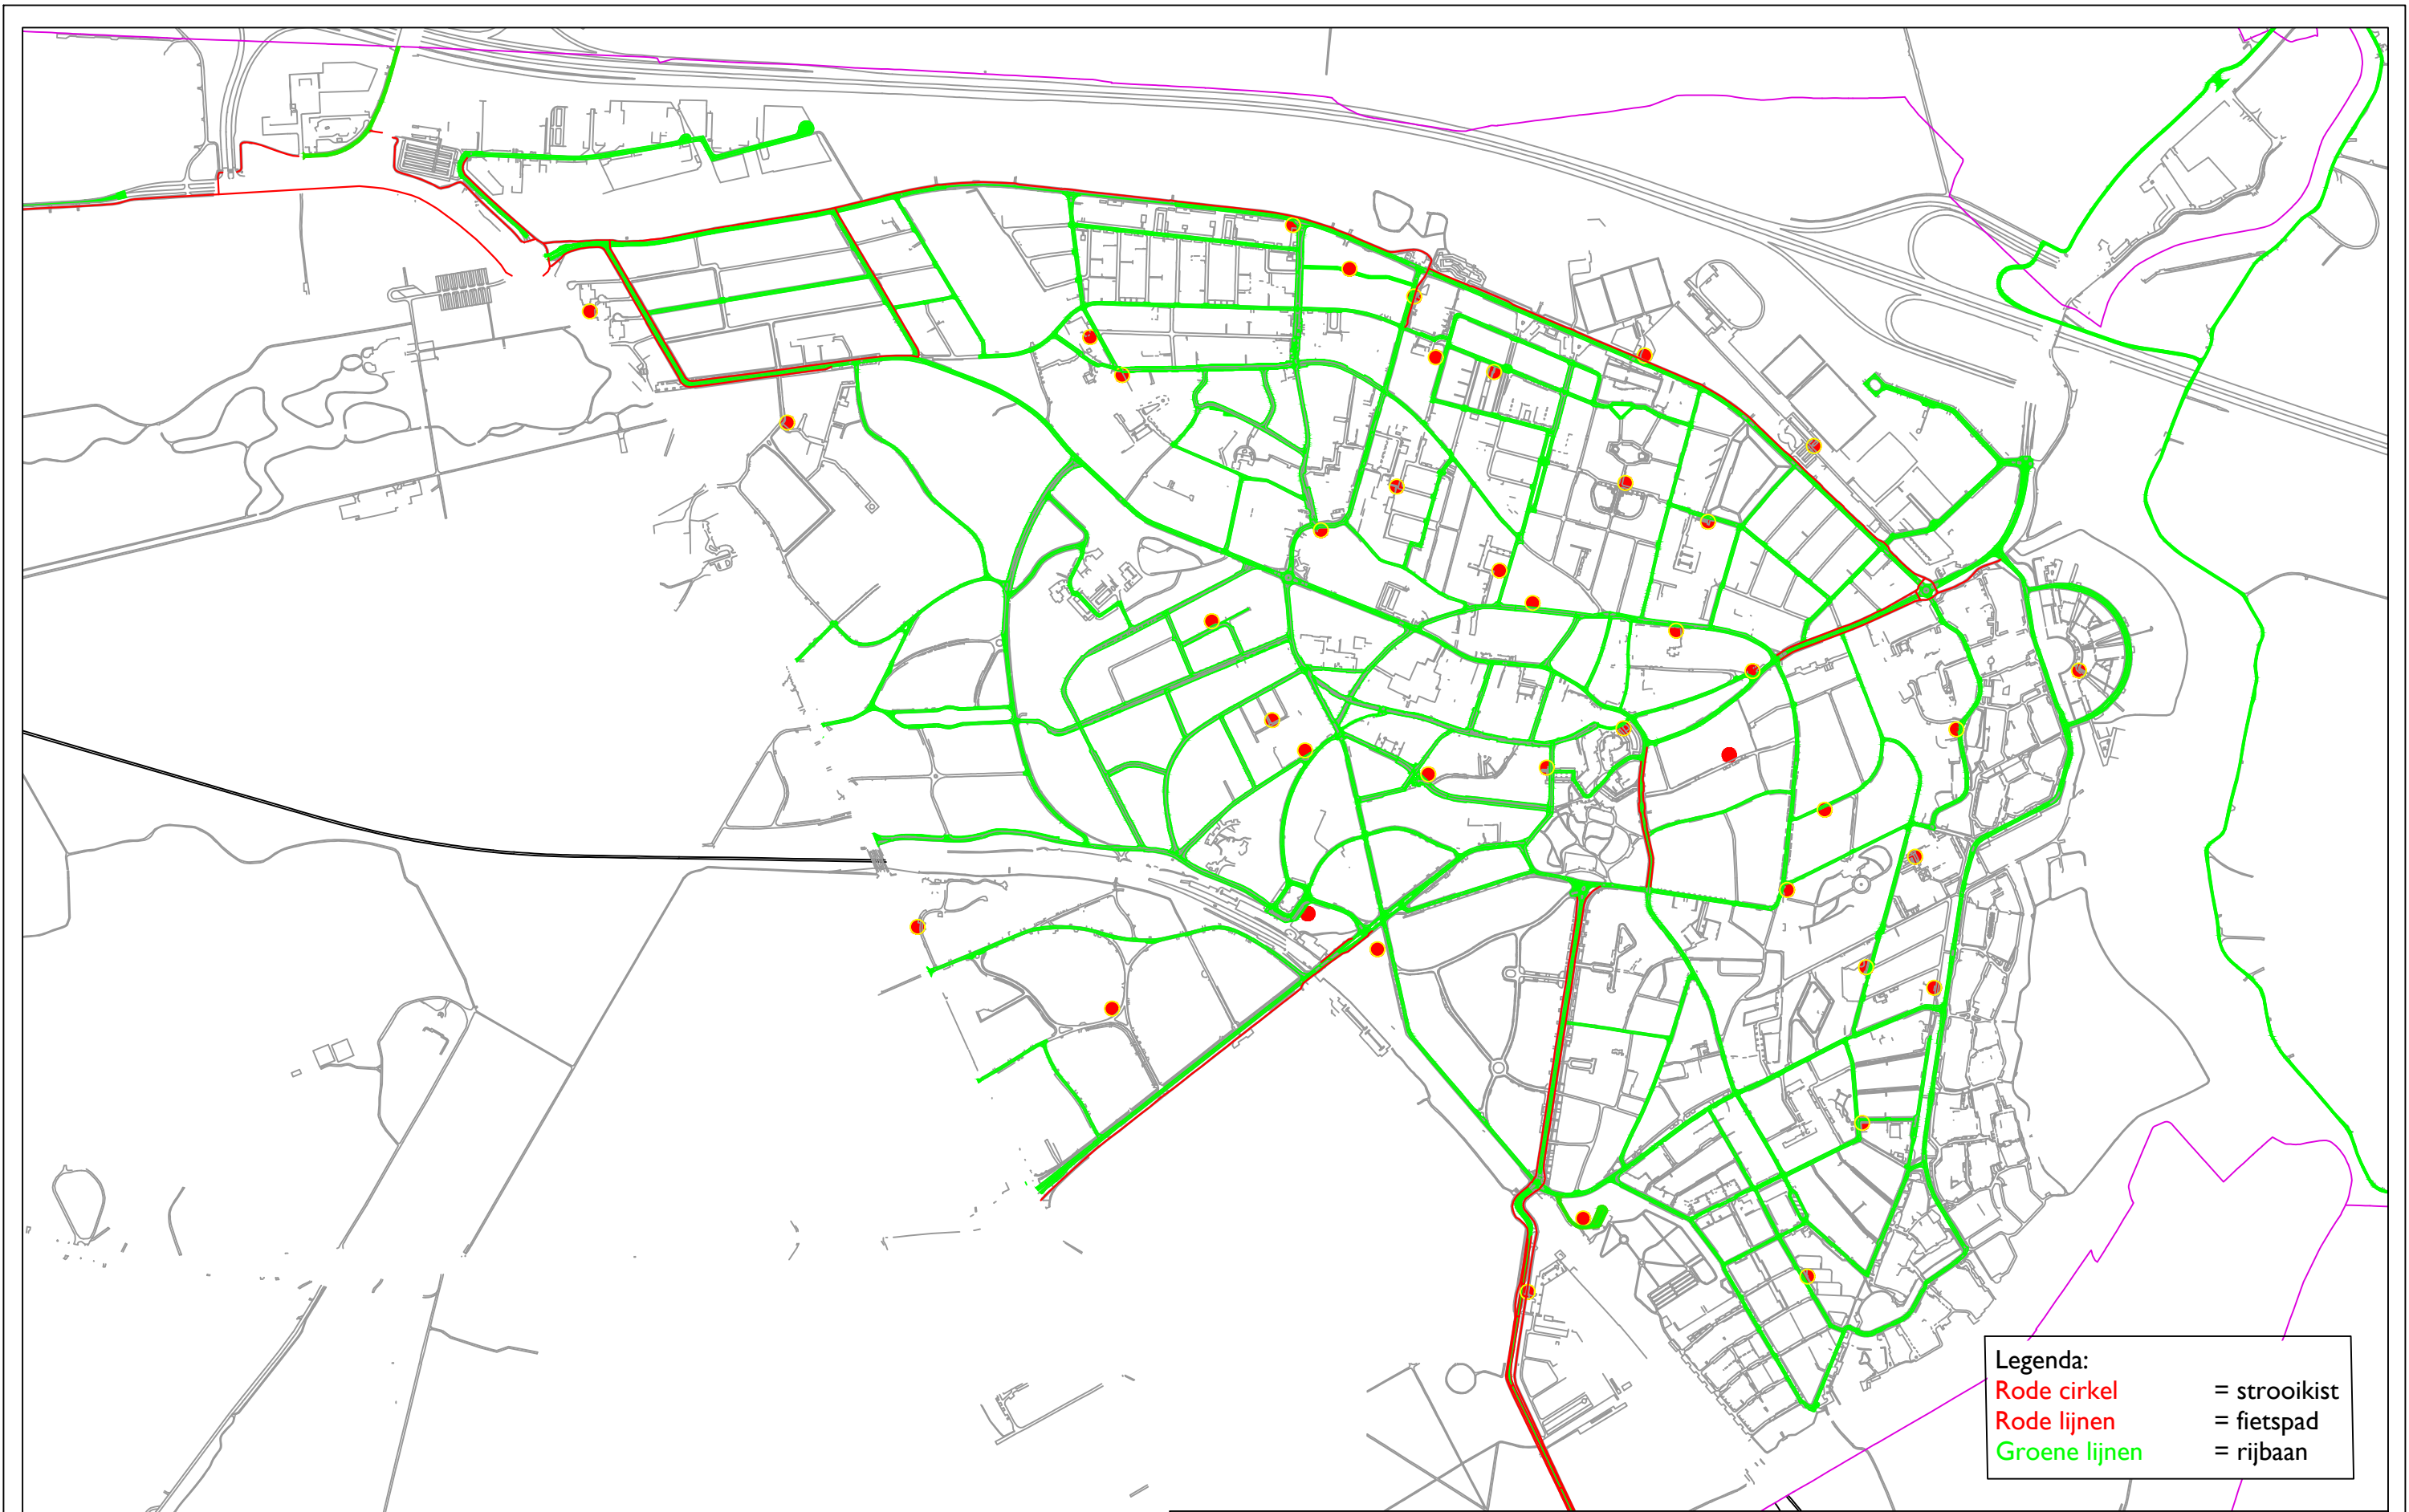 Legenda:
Rode cirkel = strooikist
Rode lijnen = fietspad
Groene lijnen = rijbaan